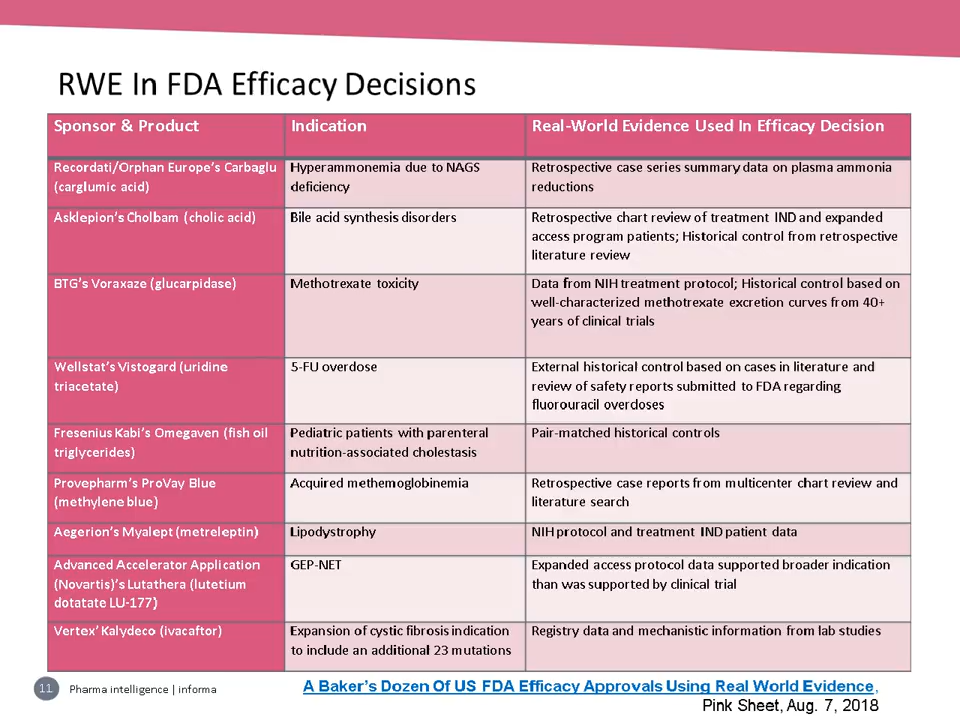 RWE In FDA Efficacy Decisions
Sponsor & Product
Indication
Real-World Evidence Used In Efficacy Decision
Recordati/Orphan Europe's Carbaglu
(carglumic acid)
Hyperammonemia due to NAGS
deficiency
Retrospective case series summary data on plasma ammonia
reductions
Asklepion's Cholbam (cholic acid)
Bile acid synthesis disorders
Retrospective chart review of treatment IND and expanded
access program patients; Historical control from retrospective
literature review
BTG's Voraxaze (glucarpidase)
Methotrexate toxicity
Data from NIH treatment protocol; Historical control based on
well-characterized methotrexate excretion curves from 40+
years of clinical trials
Wellstat's Vistogard (uridine
triacetate)
5-FU overdose
External historical control based on cases in literature and
review of safety reports submitted to FDA regarding
fluorouracil overdoses
Fresenius Kabi's Omegaven (fish oil
triglycerides)
Pediatric patients with parenteral
nutrition-associated cholestasis
Pair-matched historical controls
Provepharm's ProVay Blue
(methylene blue)
Acquired methemoglobinemia
Retrospective case reports from multicenter chart review and
literature search
Aegerion's Myalept (metreleptin)
Lipodystrophy
NIH protocol and treatment IND patient data
Advanced Accelerator Application
(Novartis)'s Lutathera (lutetium
dotatate LU-177)
GEP-NET
Expanded access protocol data supported broader indication
than was supported by clinical trial
Vertex' Kalydeco (ivacaftor)
Expansion of cystic fibrosis indication
to include an additional 23 mutations
Registry data and mechanistic information from lab studies
11
Pharma intelligence | informa
A Baker's Dozen Of US FDA Efficacy Approvals Using Real World Evidence,
Pink Sheet, Aug. 7, 2018